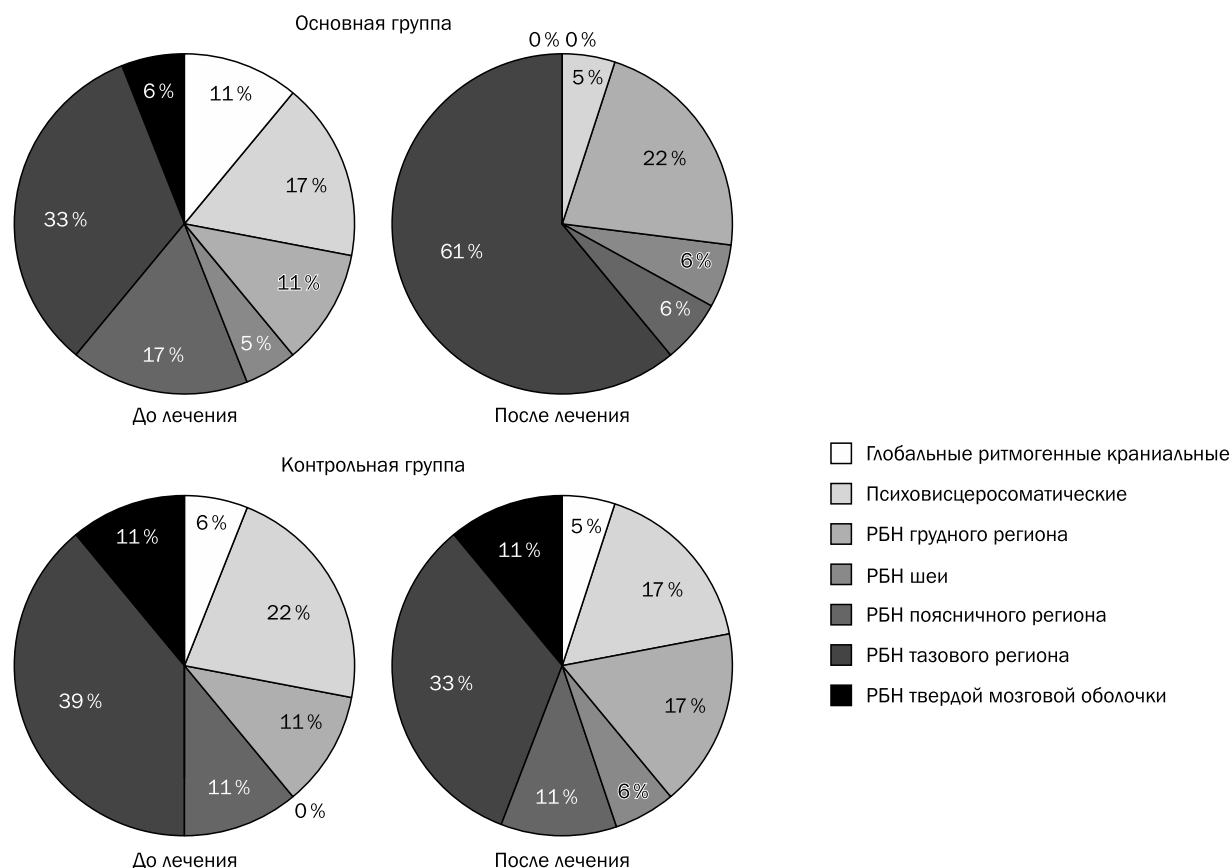 Основная группа
0 % 0 %
6 %
11 %
17 %
33 %
11 %
5 %
17 %
До лечения
5 %
22 %
61 %
6 %
6 %
После лечения
Контрольная группа
11 %
6 %
22 %
39 %
11 %
11 %
0 %
До лечения
11 %
5 %
17 %
33 %
17 %
6 %
11 %
После лечения
Глобальные ритмогенные краниальные
Психовисцеросоматические
РБН грудного региона
РБН шеи
РБН поясничного региона
РБН тазового региона
РБН твердой мозговой оболочки